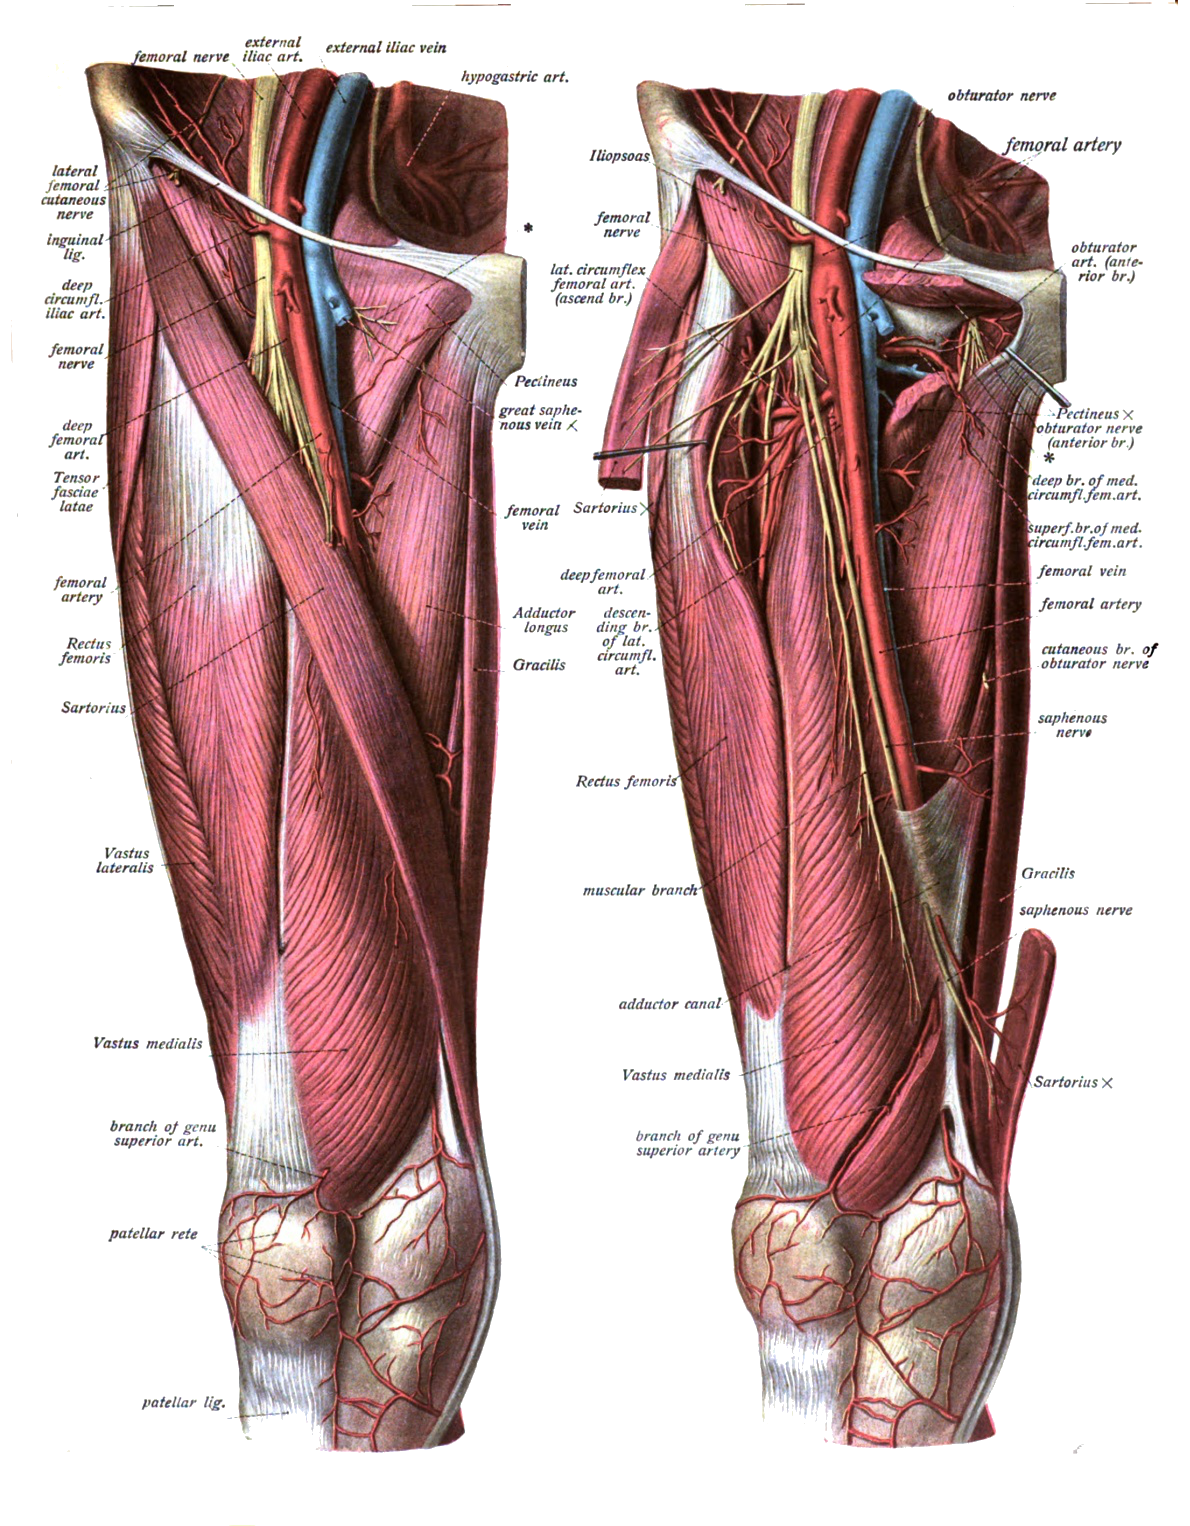 femoral nerve
external
iliac art.
external iliac vein
hypogastric art.
lateral
femoral
cutaneous
nerve
inguinal
lig.
deep
circumfl.
iliac art.
femoral
nerve
deep
femoral
art.
Tensor
fasciae
latae
femoral
artery
Rectus
femoris
Sartorius
Vastus
lateralis
Vastus medialis
branch of genu
superior art.
patellar rete
patellar lig.
*
Pectineus
great saphe-
nous vein ×
femoral
vein
Adductor
longus
Gracilis
Iliopsoas
femoral
nerve
lat. circumflex
femoral art.
(ascend br.)
Sartorius ×
deep femoral
art.
descen-
ding br.
of lat.
circumfl.
art.
Rectus femoris
muscular branch
adductor canal
Vastus medialis
branch of genu
superior artery
obturator nerve
femoral artery
obturator
art. (ante-
rior br.)
Pectineus ×
obturator nerve
(anterior br.)
*
deep br. of med.
circumfl. fem. art.
superf. br. of med.
circumfl. fem. art.
femoral vein
femoral artery
cutaneous br. of
obturator nerve
saphenous
nerve
Gracilis
saphenous nerve
Sartorius ×